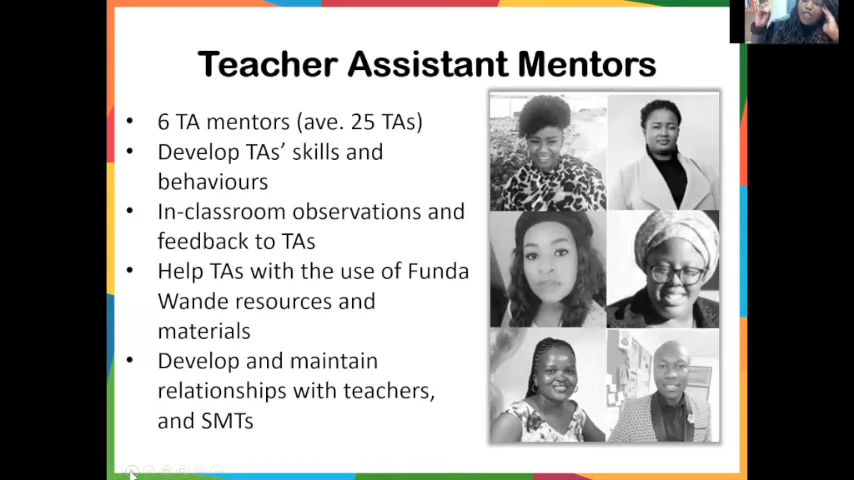 Teacher Assistant Mentors
• 6 TA mentors (ave. 25 TAs)
• Develop TAs’ skills and
behaviours
• In-classroom observations and
feedback to TAs
• Help TAs with the use of Funda
Wande resources and
materials
• Develop and maintain
relationships with teachers,
and SMTs